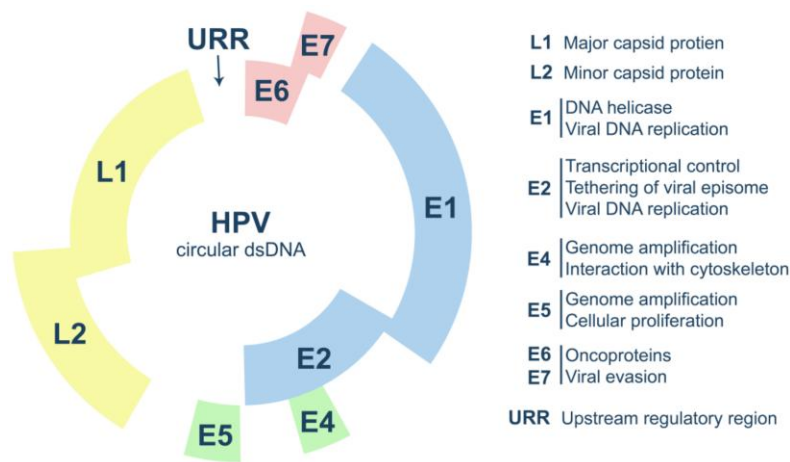 URR
E7
E6
L1
E1
HPV
circular dsDNA
L2
E2
E5
E4
L1 Major capsid protien
L2 Minor capsid protein
E1 DNA helicase
Viral DNA replication
E2 Transcriptional control
Tethering of viral episome
Viral DNA replication
E4 Genome amplification
Interaction with cytoskeleton
E5 Genome amplification
Cellular proliferation
E6 Oncoproteins
E7 Viral evasion
URR Upstream regulatory region